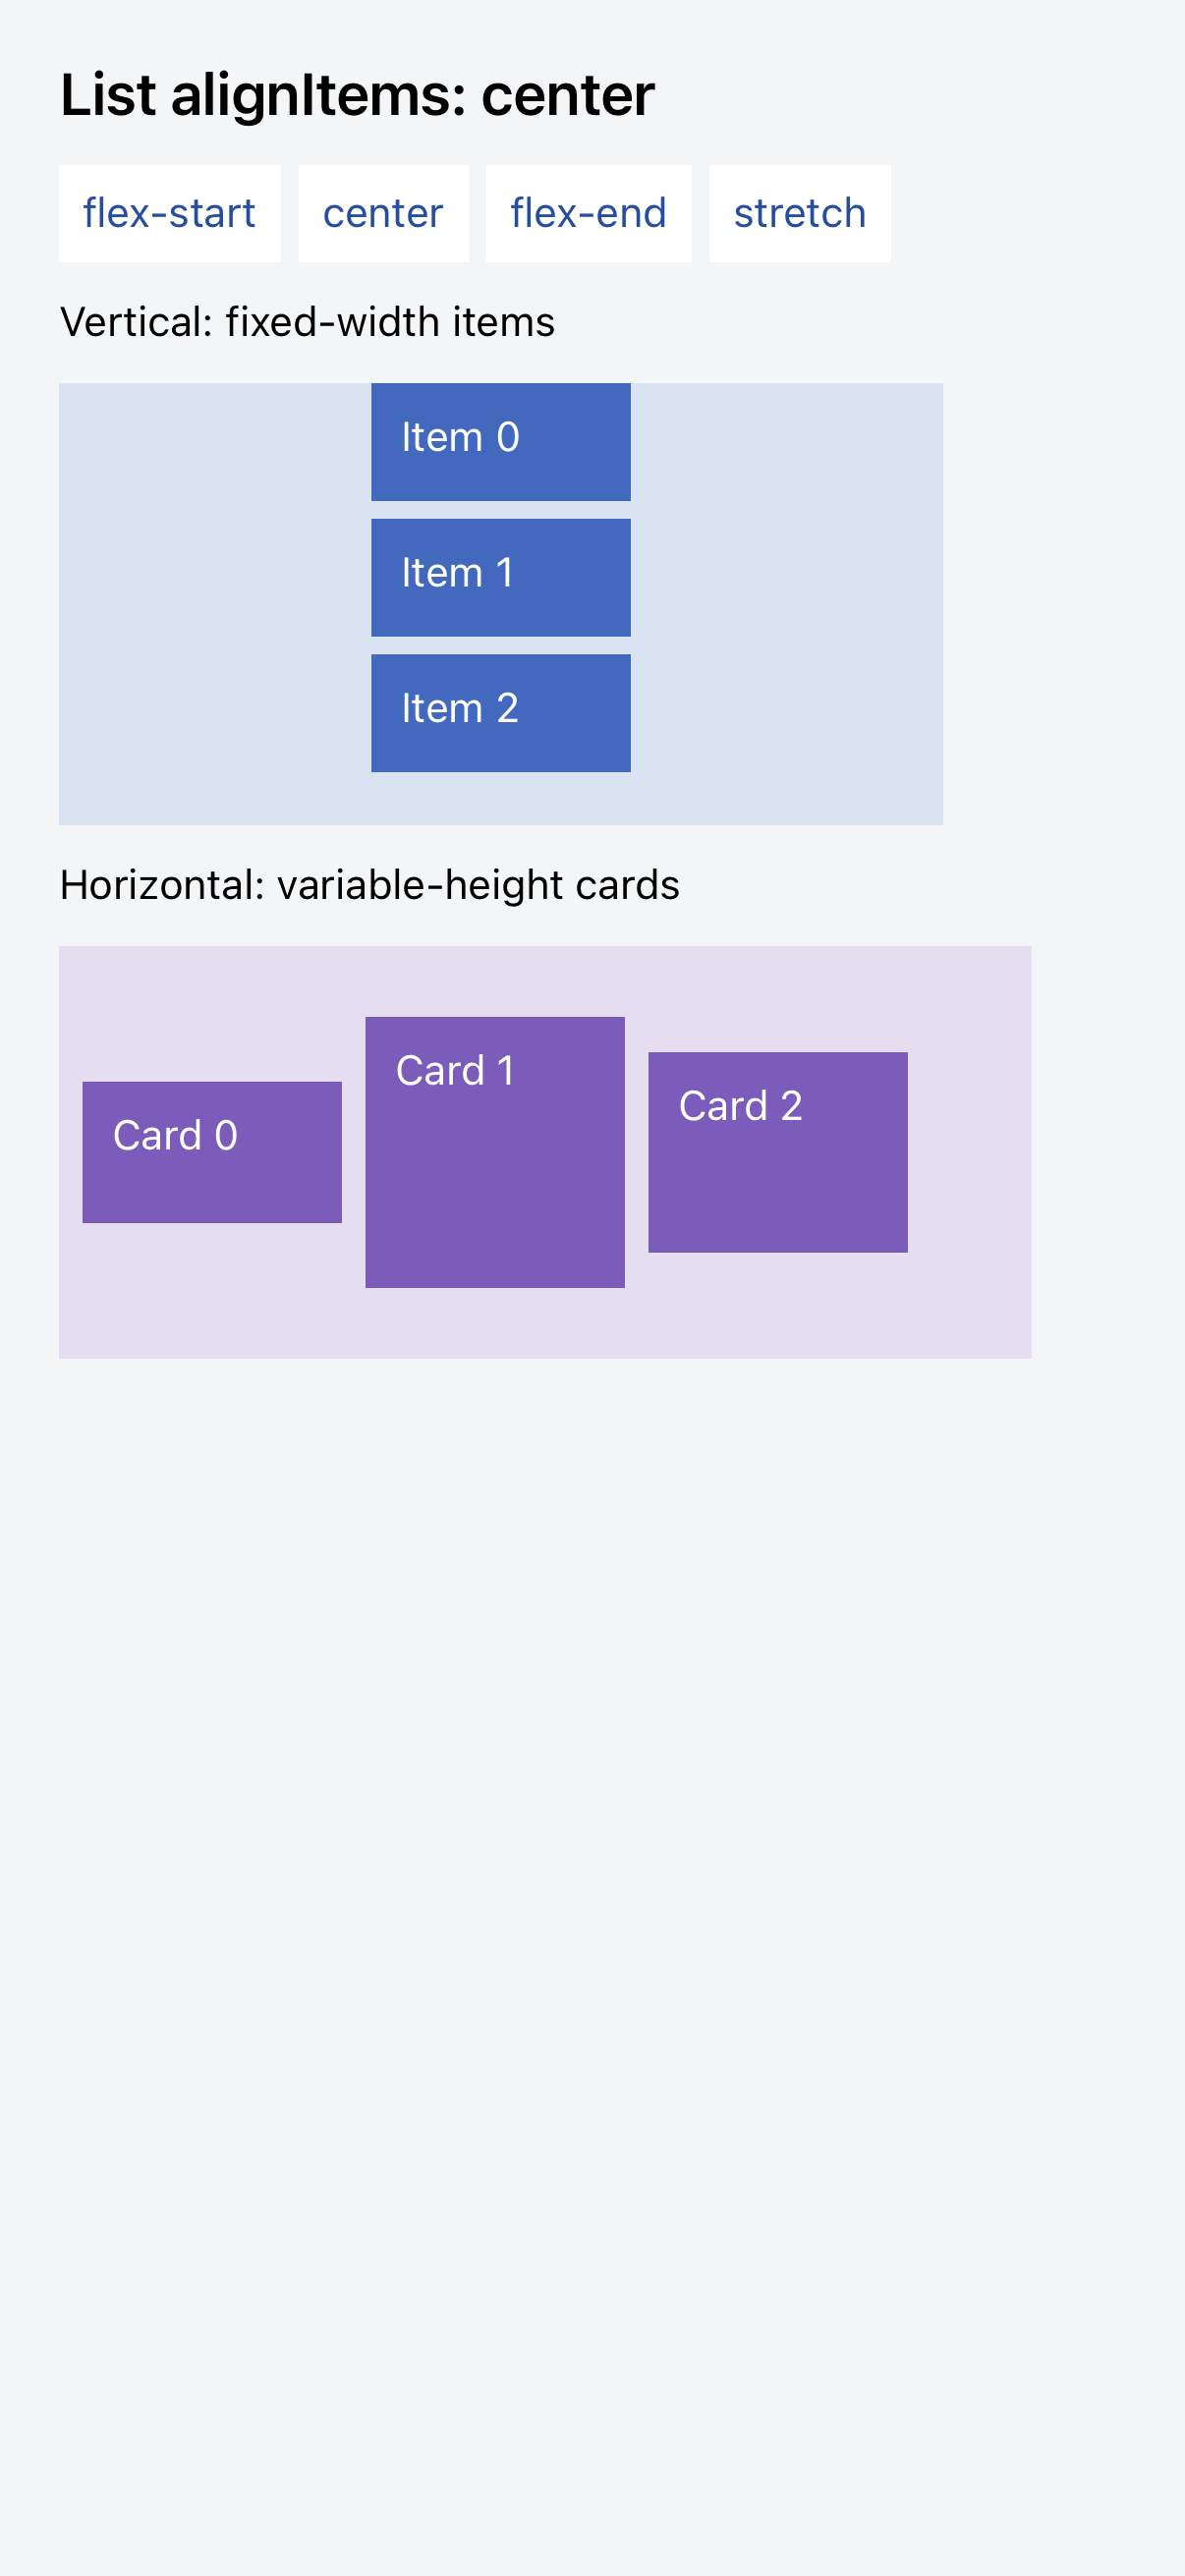 List alignItems: center
flex-start center flex-end stretch
Vertical: fixed-width items
Item 0
Item 1
Item 2
Horizontal: variable-height cards
Card 0
Card 1
Card 2